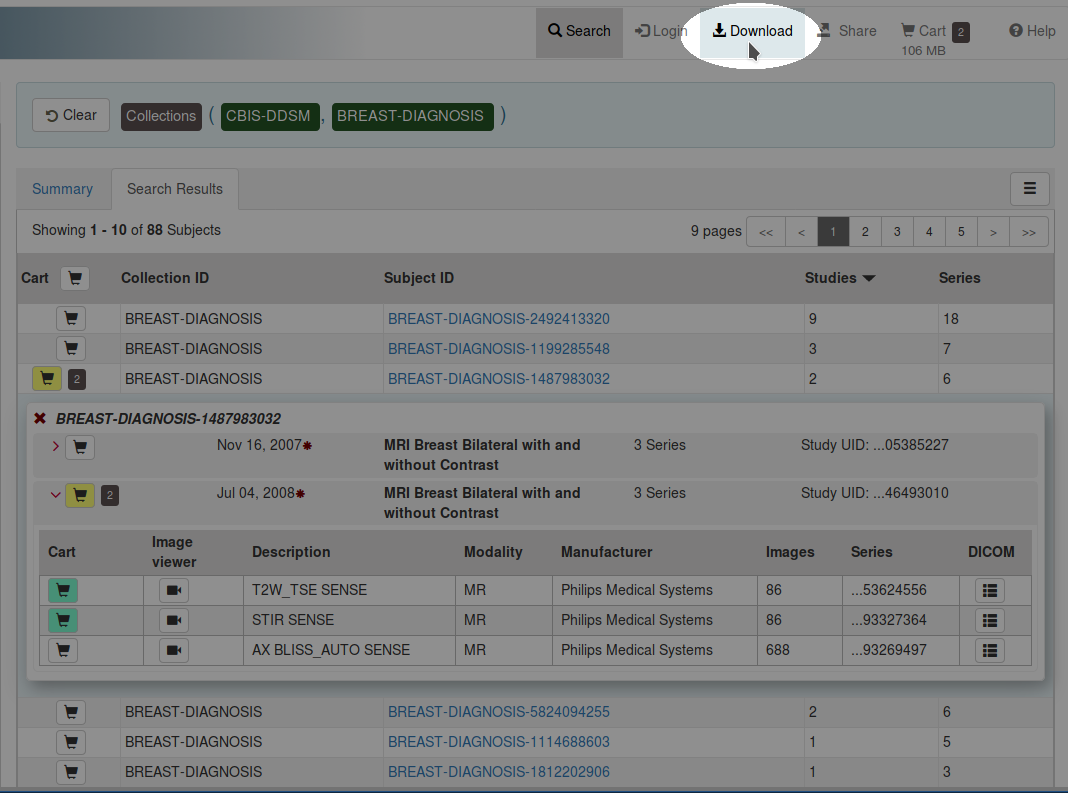 Search Login Download Share Cart 2 Help
106 MB
Clear Collections ( CBIS-DDSM , BREAST-DIAGNOSIS )
Summary Search Results
Showing 1 - 10 of 88 Subjects 9 pages << < 1 2 3 4 5 > >>
Cart Collection ID Subject ID Studies Series
BREAST-DIAGNOSIS BREAST-DIAGNOSIS-2492413320 9 18
BREAST-DIAGNOSIS BREAST-DIAGNOSIS-1199285548 3 7
2 BREAST-DIAGNOSIS BREAST-DIAGNOSIS-1487983032 2 6
BREAST-DIAGNOSIS-1487983032
Nov 16, 2007 MRI Breast Bilateral with and 3 Series Study UID: ...05385227
without Contrast
2 Jul 04, 2008 MRI Breast Bilateral with and 3 Series Study UID: ...46493010
without Contrast
Cart Image viewer Description Modality Manufacturer Images Series DICOM
T2W_TSE SENSE MR Philips Medical Systems 86 ...53624556
STIR SENSE MR Philips Medical Systems 86 ...93327364
AX BLISS_AUTO SENSE MR Philips Medical Systems 688 ...93269497
BREAST-DIAGNOSIS BREAST-DIAGNOSIS-5824094255 2 6
BREAST-DIAGNOSIS BREAST-DIAGNOSIS-1114688603 1 5
BREAST-DIAGNOSIS BREAST-DIAGNOSIS-1812202906 1 3